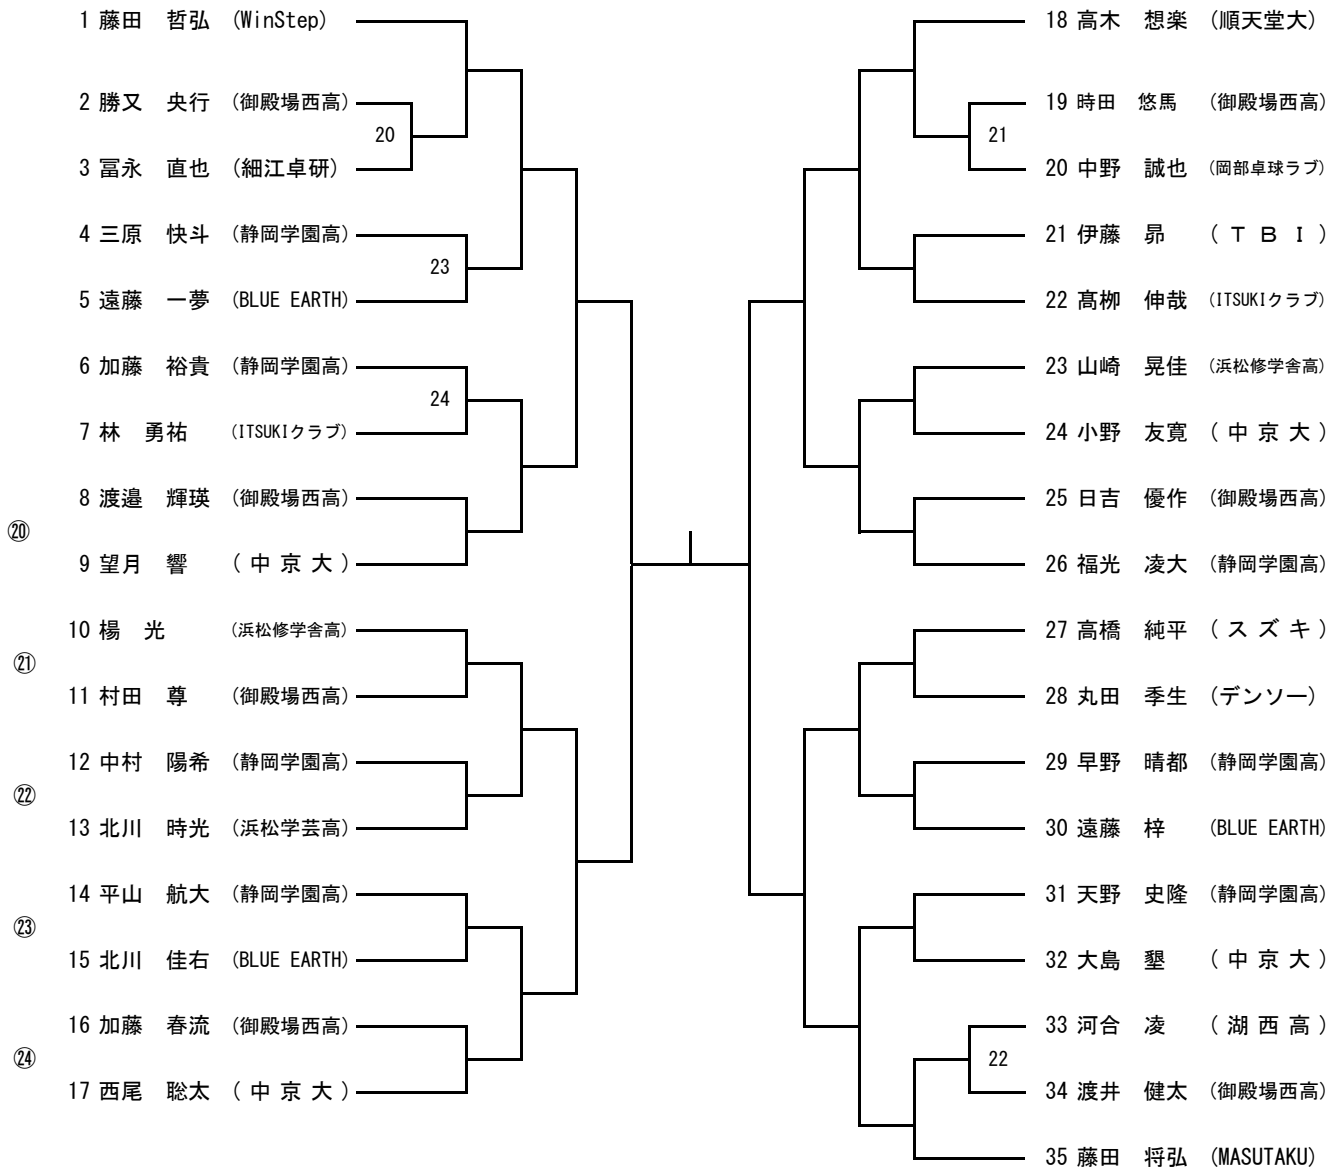 1 藤田 哲弘 (WinStep)
2 勝又 央行 (御殿場西高)
20
3 冨永 直也 (細江卓研)
4 三原 快斗 (静岡学園高)
23
5 遠藤 一夢 (BLUE EARTH)
6 加藤 裕貴 (静岡学園高)
24
7 林 勇祐 (ITSUKIクラブ)
8 渡邉 輝瑛 (御殿場西高)
⑳
9 望月 響 (中京大)
10 楊 光 (浜松修学舎高)
㉑
11 村田 尊 (御殿場西高)
12 中村 陽希 (静岡学園高)
㉒
13 北川 時光 (浜松学芸高)
14 平山 航大 (静岡学園高)
㉓
15 北川 佳右 (BLUE EARTH)
16 加藤 春流 (御殿場西高)
㉔
17 西尾 聡太 (中京大)
18 高木 想楽 (順天堂大)
19 時田 悠馬 (御殿場西高)
21
20 中野 誠也 (岡部卓球ラブ)
21 伊藤 昴 (TBI)
22 髙栁 伸哉 (ITSUKIクラブ)
23 山崎 晃佳 (浜松修学舎高)
24 小野 友寛 (中京大)
25 日吉 優作 (御殿場西高)
26 福光 凌大 (静岡学園高)
27 高橋 純平 (スズキ)
28 丸田 季生 (デンソー)
29 早野 晴都 (静岡学園高)
30 遠藤 梓 (BLUE EARTH)
31 天野 史隆 (静岡学園高)
32 大島 墾 (中京大)
33 河合 凌 (湖西高)
22
34 渡井 健太 (御殿場西高)
35 藤田 将弘 (MASUTAKU)